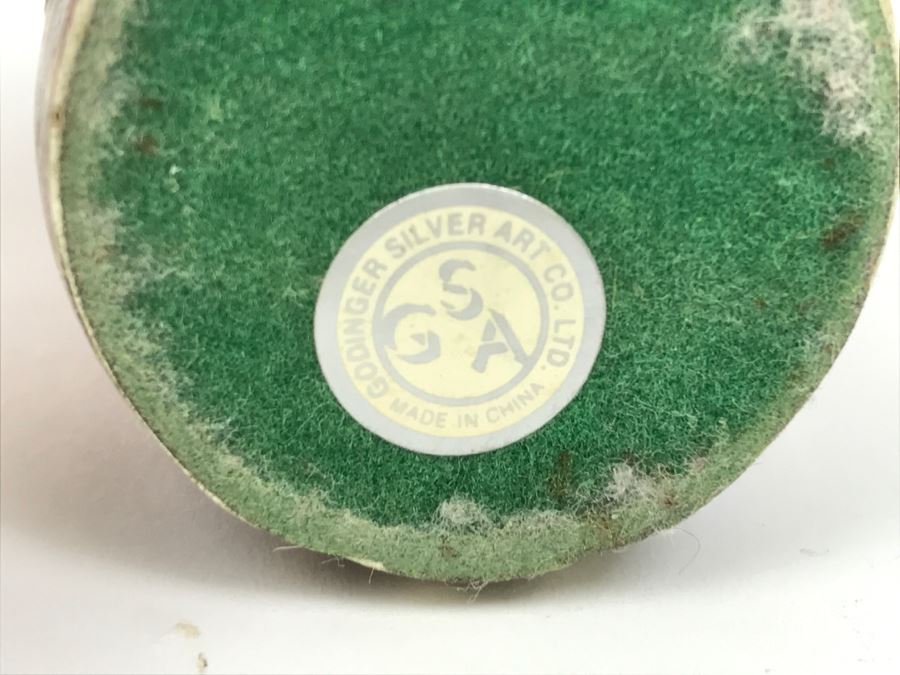 GODINGER SILVER ART CO. LTD.
GSA
MADE IN CHINA